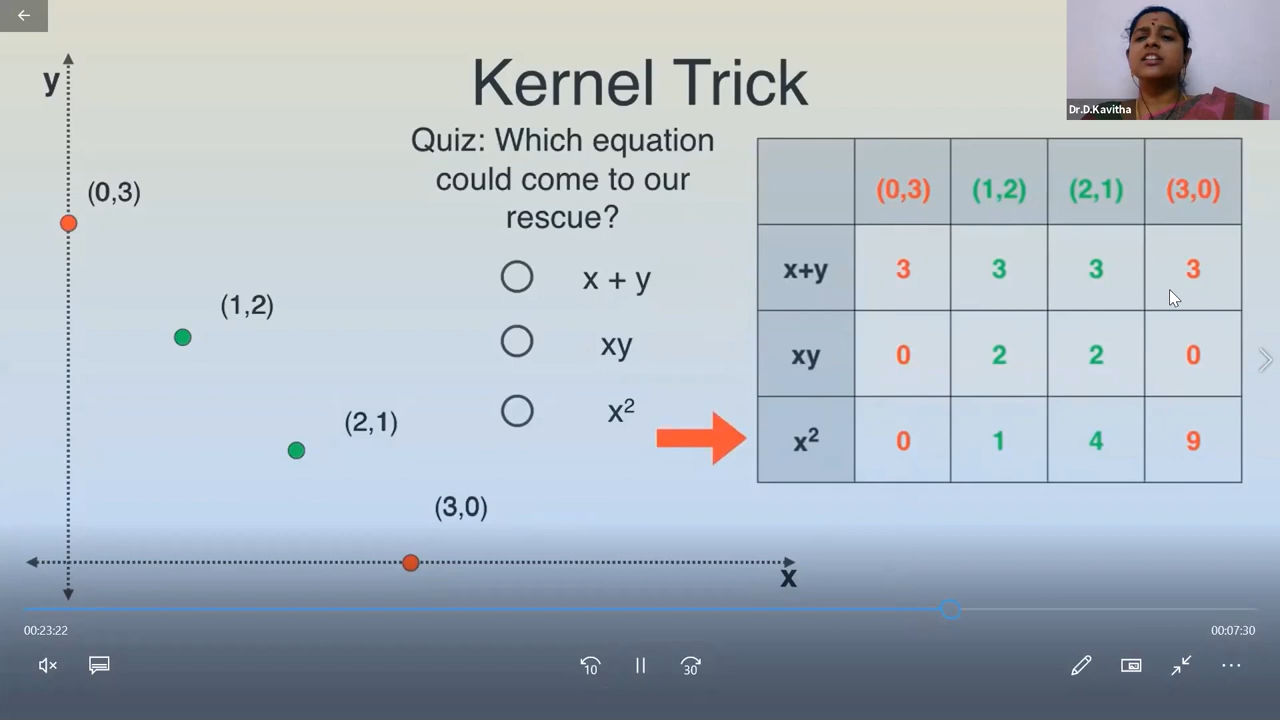 Kernel Trick
Quiz: Which equation
could come to our
rescue?
x + y
xy
x²
y
(0,3)
(1,2)
(2,1)
(3,0)
x
(0,3) (1,2) (2,1) (3,0)
x+y 3 3 3 3
xy 0 2 2 0
x² 0 1 4 9
Dr.D.Kavitha
00:23:22
00:07:30
10
30